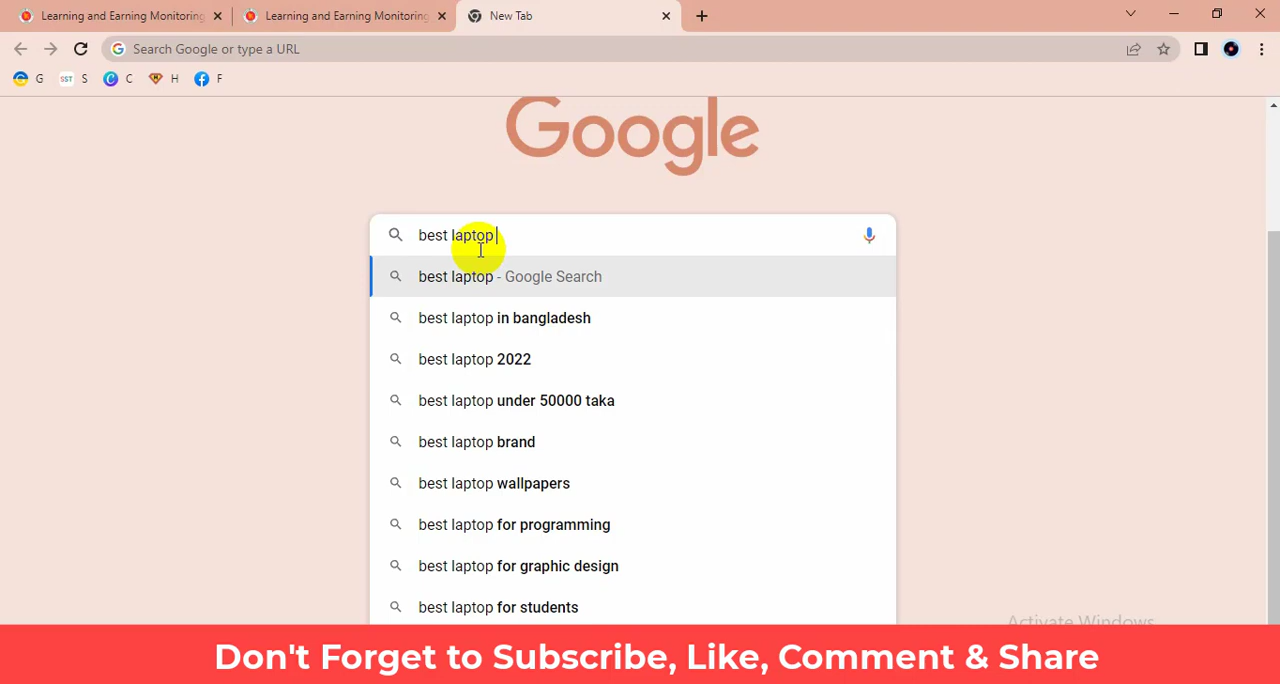 Learning and Earning Monitoring
Learning and Earning Monitoring
New Tab
Search Google or type a URL
G
SST S
C
H
F
Google
best laptop
best laptop - Google Search
best laptop in bangladesh
best laptop 2022
best laptop under 50000 taka
best laptop brand
best laptop wallpapers
best laptop for programming
best laptop for graphic design
best laptop for students
Activate Windows
Don't Forget to Subscribe, Like, Comment & Share